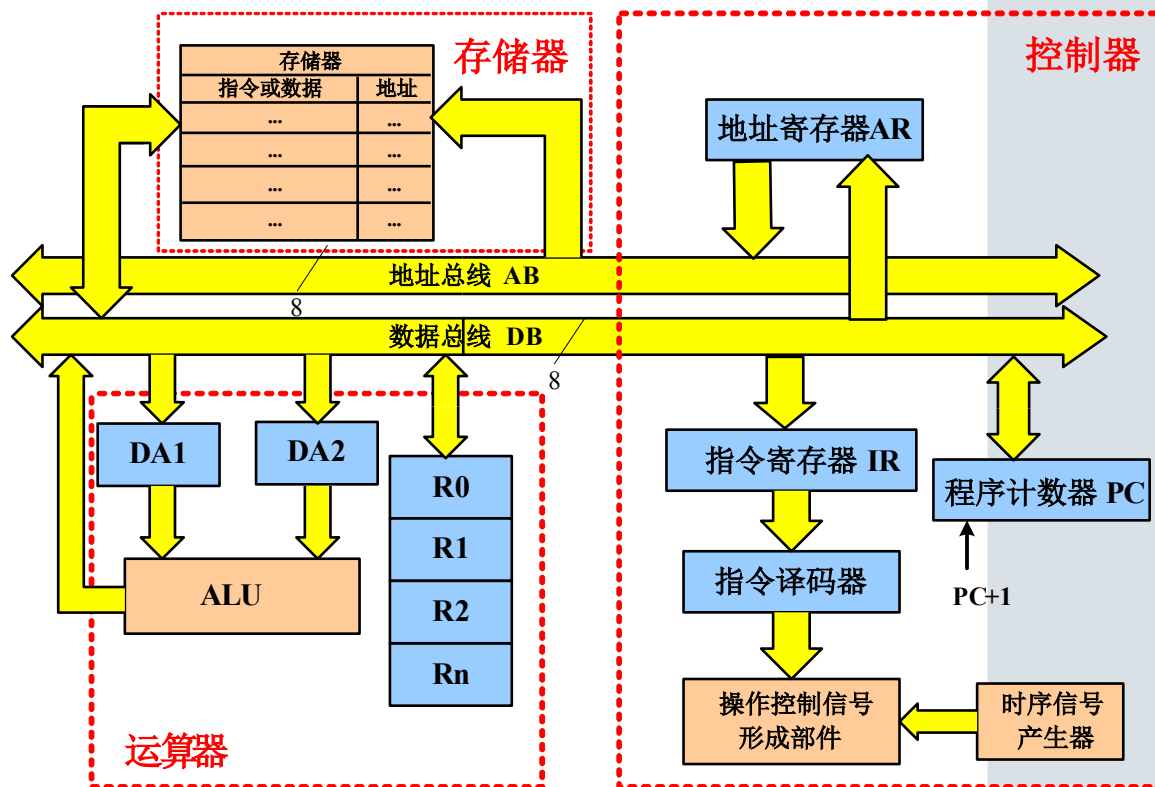 存储器
控制器
存储器
指令或数据 地址
... ...
... ...
... ...
... ...
地址寄存器AR
地址总线 AB
8
数据总线 DB
8
DA1
DA2
R0
R1
R2
Rn
ALU
运算器
指令寄存器 IR
程序计数器 PC
PC+1
指令译码器
操作控制信号
形成部件
时序信号
产生器